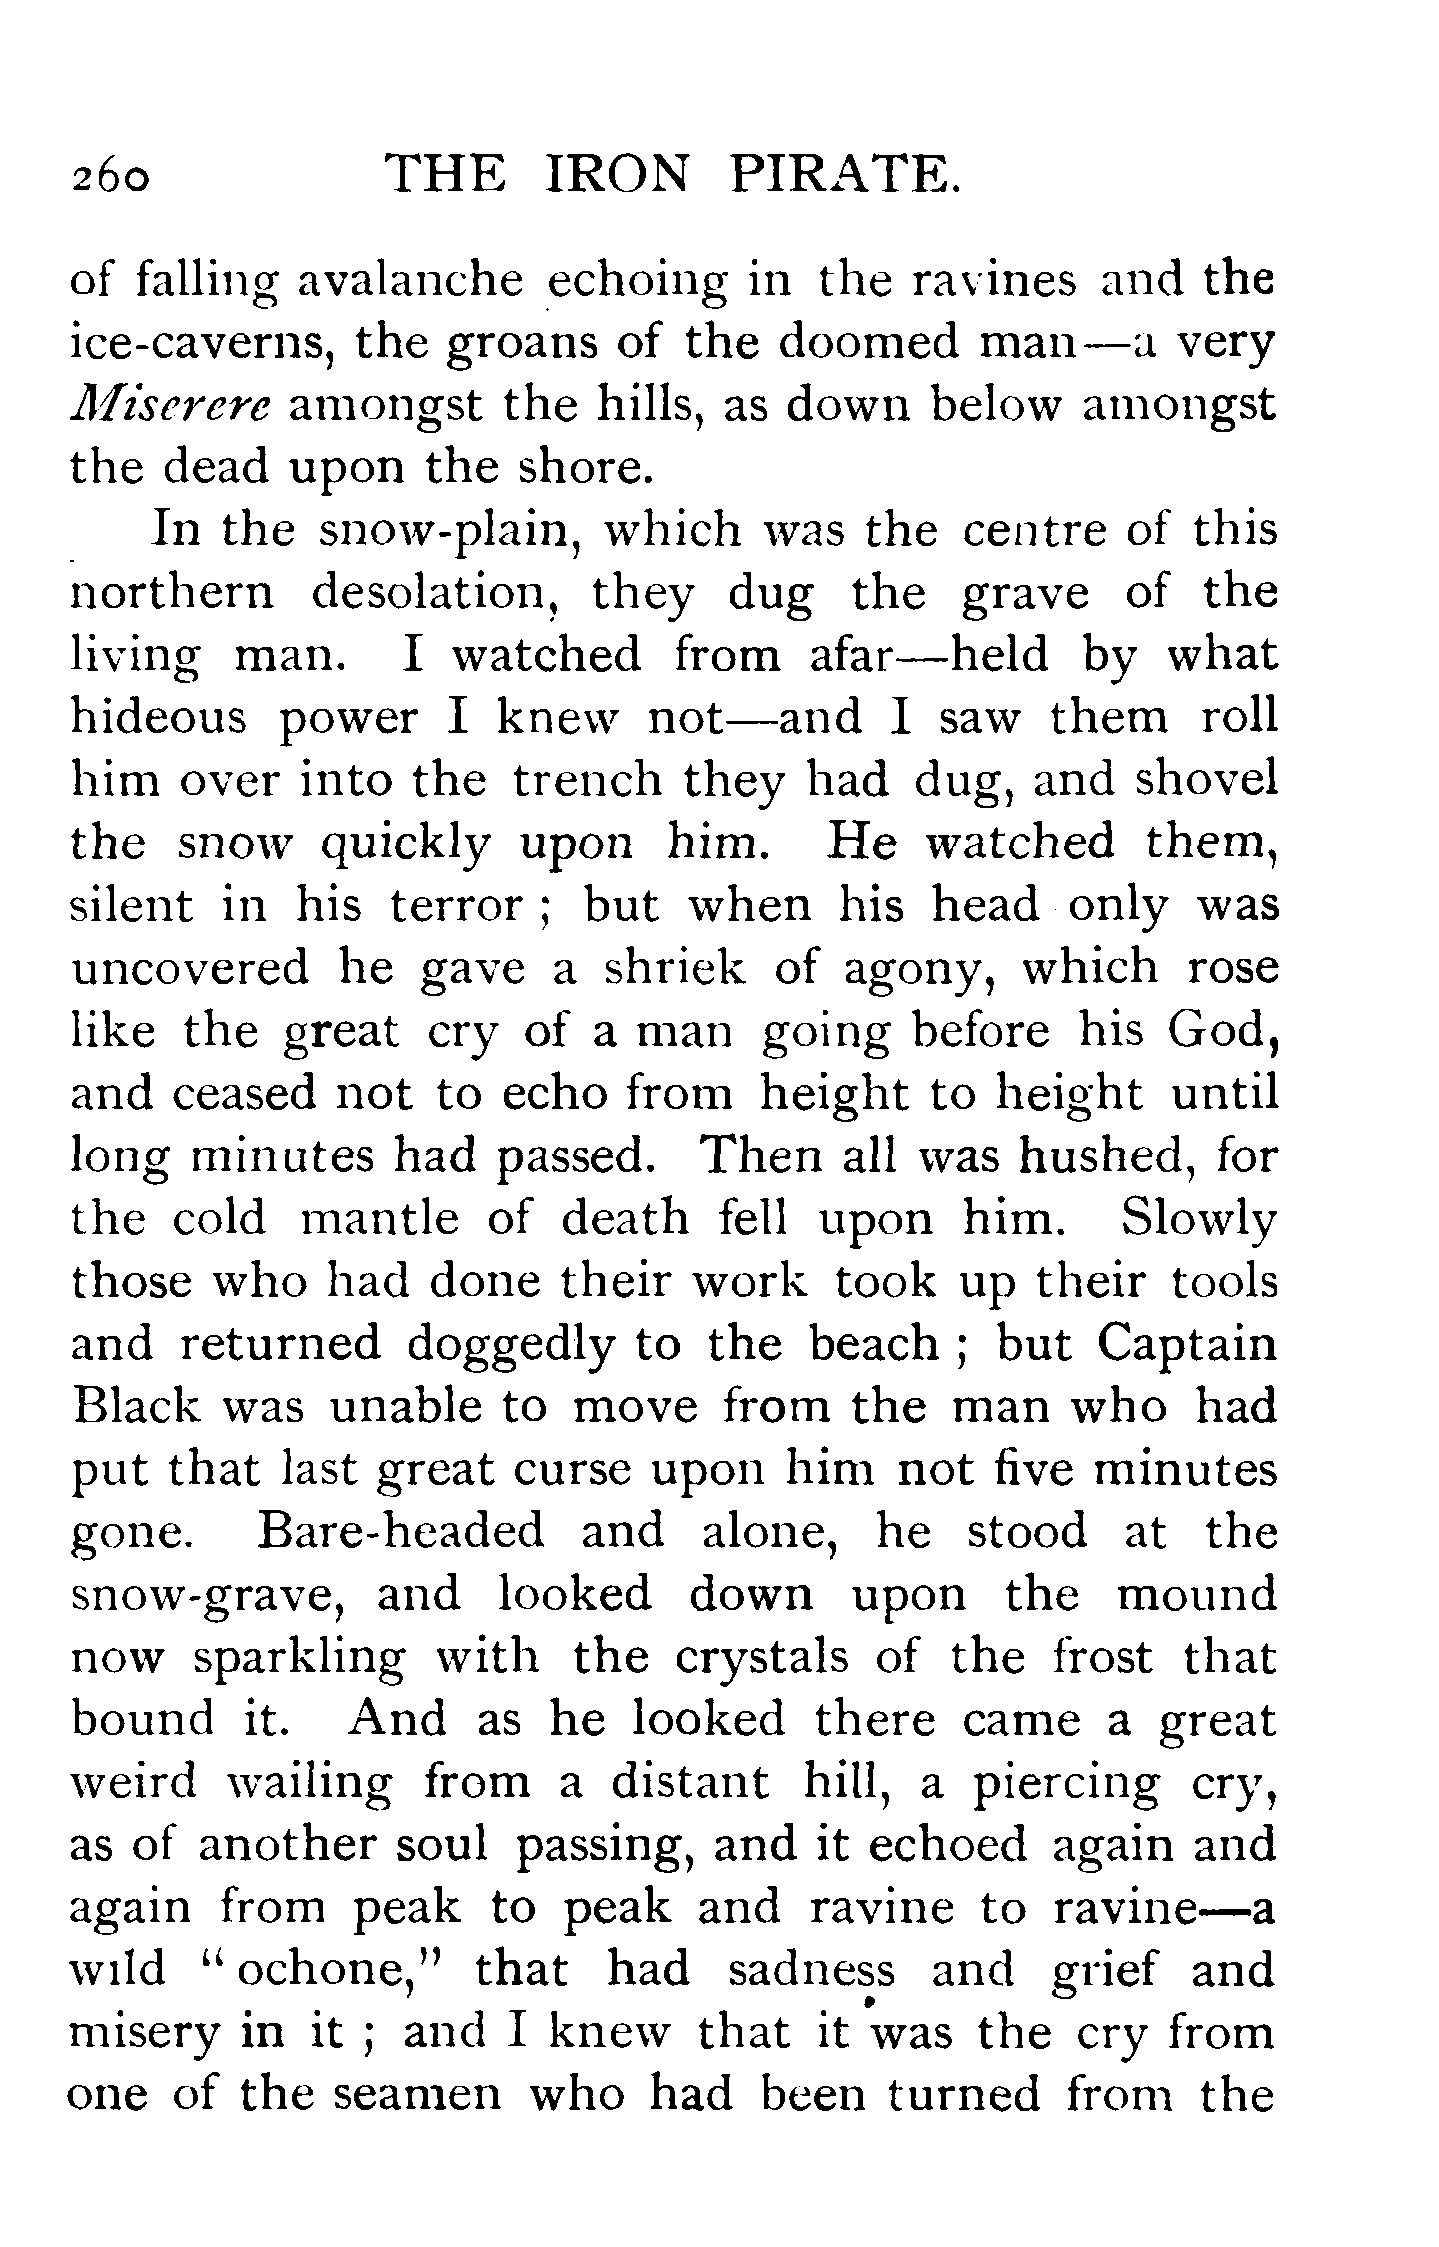 260 THE IRON PIRATE.
of falling avalanche echoing in the ravines and the
ice-caverns, the groans of the doomed man—a very
Miserere amongst the hills, as down below amongst
the dead upon the shore.
In the snow-plain, which was the centre of this
northern desolation, they dug the grave of the
living man. I watched from afar—held by what
hideous power I knew not—and I saw them roll
him over into the trench they had dug, and shovel
the snow quickly upon him. He watched them,
silent in his terror ; but when his head only was
uncovered he gave a shriek of agony, which rose
like the great cry of a man going before his God,
and ceased not to echo from height to height until
long minutes had passed. Then all was hushed, for
the cold mantle of death fell upon him. Slowly
those who had done their work took up their tools
and returned doggedly to the beach ; but Captain
Black was unable to move from the man who had
put that last great curse upon him not five minutes
gone. Bare-headed and alone, he stood at the
snow-grave, and looked down upon the mound
now sparkling with the crystals of the frost that
bound it. And as he looked there came a great
weird wailing from a distant hill, a piercing cry,
as of another soul passing, and it echoed again and
again from peak to peak and ravine to ravine—a
wild “ ochone,” that had sadness and grief and
misery in it ; and I knew that it was the cry from
one of the seamen who had been turned from the